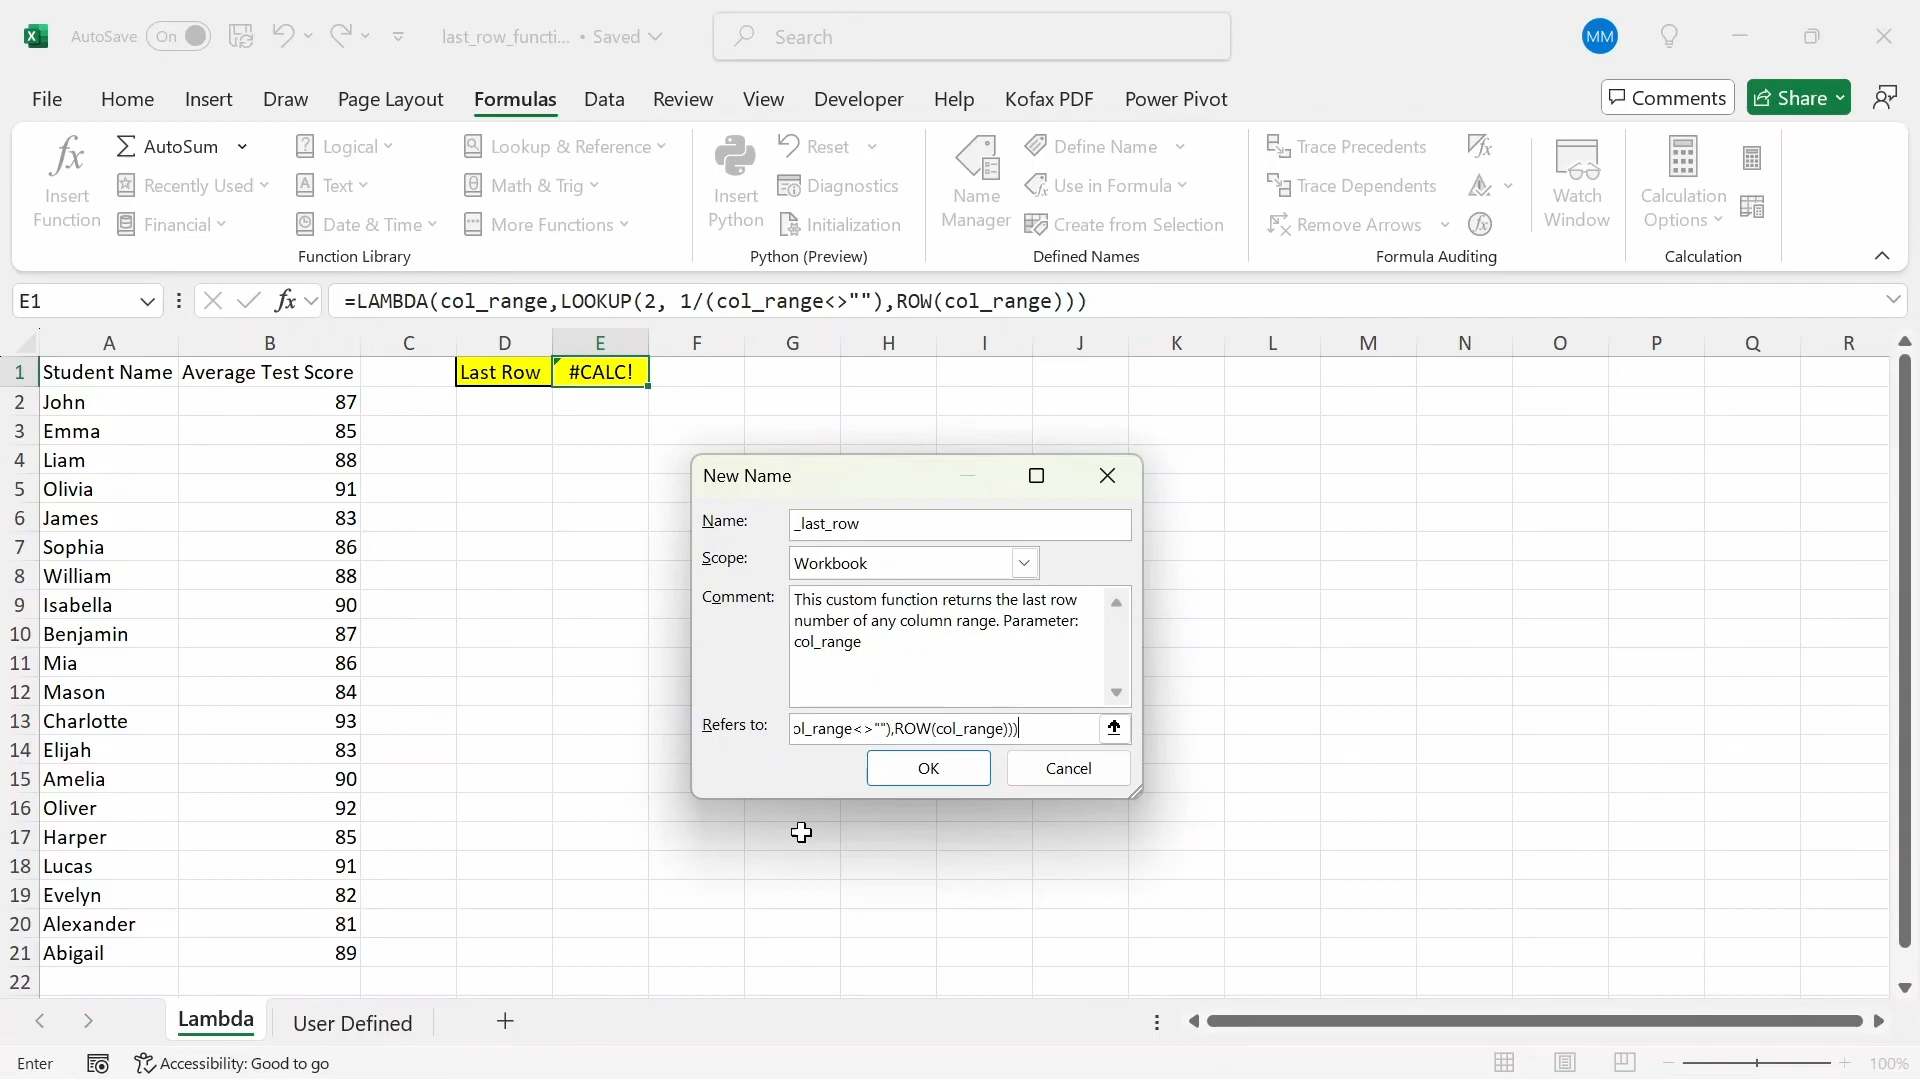 AutoSave On last_row_functi... • Saved Search MM
File Home Insert Draw Page Layout Formulas Data Review View Developer Help Kofax PDF Power Pivot Comments Share
fx Insert Function
AutoSum
Recently Used
Financial
Logical
Text
Date & Time
Lookup & Reference
Math & Trig
More Functions
Function Library
Insert Python
Reset
Diagnostics
Initialization
Python (Preview)
Name Manager
Define Name
Use in Formula
Create from Selection
Defined Names
Trace Precedents
Trace Dependents
Remove Arrows
Formula Auditing
Watch Window
Calculation Options
Calculation
E1 fx =LAMBDA(col_range,LOOKUP(2, 1/(col_range<>""),ROW(col_range)))
A B C D E F G H I J K L M N O P Q R
1 Student Name Average Test Score Last Row #CALC!
2 John 87
3 Emma 85
4 Liam 88
5 Olivia 91
6 James 83
7 Sophia 86
8 William 88
9 Isabella 90
10 Benjamin 87
11 Mia 86
12 Mason 84
13 Charlotte 93
14 Elijah 83
15 Amelia 90
16 Oliver 92
17 Harper 85
18 Lucas 91
19 Evelyn 82
20 Alexander 81
21 Abigail 89
22
New Name
Name: _last_row
Scope: Workbook
Comment: This custom function returns the last row
number of any column range. Parameter:
col_range
Refers to: ol_range<>""),ROW(col_range)))
OK Cancel
Lambda User Defined
Enter Accessibility: Good to go 100%